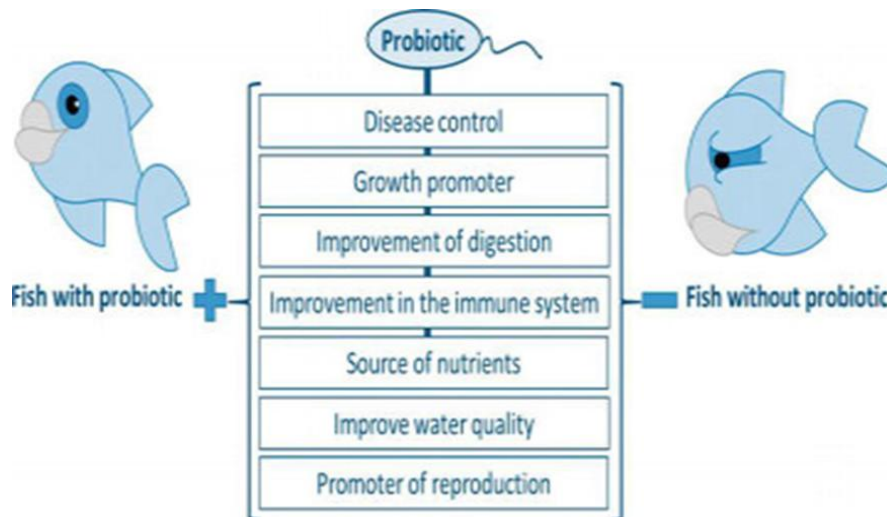 Probiotic
Disease control
Growth promoter
Improvement of digestion
Fish with probiotic
Improvement in the immune system
Fish without probiotic
Source of nutrients
Improve water quality
Promoter of reproduction